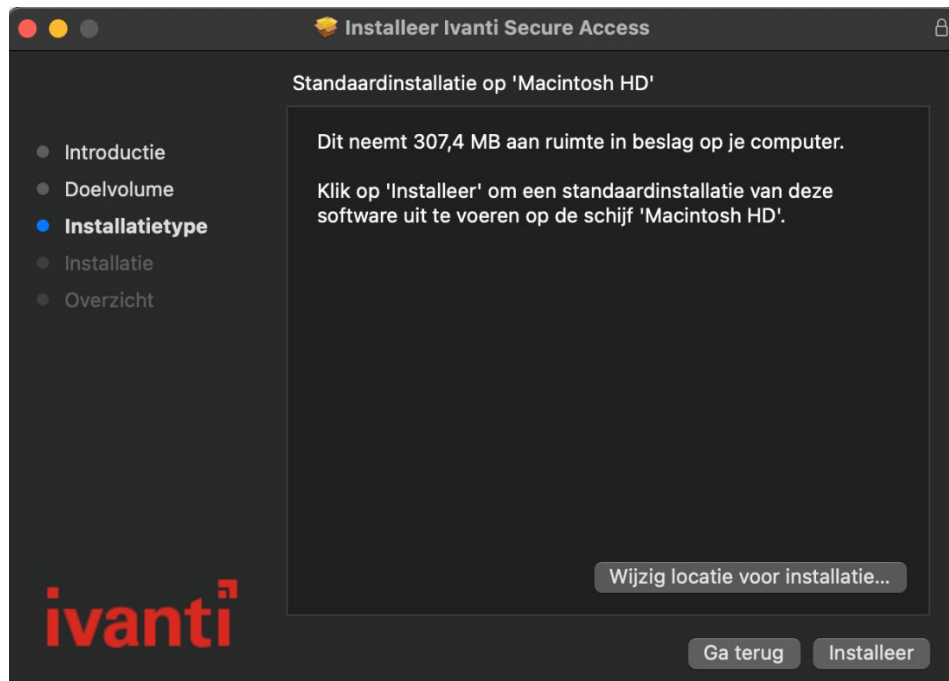 Installeer Ivanti Secure Access
Standaardinstallatie op 'Macintosh HD'
Introductie
Doelvolume
Installatietype
Installatie
Overzicht
Dit neemt 307,4 MB aan ruimte in beslag op je computer.
Klik op 'Installeer' om een standaardinstallatie van deze
software uit te voeren op de schijf 'Macintosh HD'.
Wijzig locatie voor installatie...
ivanti
Ga terug
Installeer